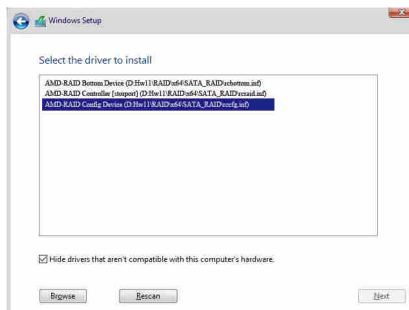 Windows Setup
Select the driver to install
AMD-RAID Bottom Device (D:\Hw11\RAID\x64\SATA_RAID\rcbottom.inf)
AMD-RAID Controller [storport] (D:\Hw11\RAID\x64\SATA_RAID\rcraid.inf)
AMD-RAID Config Device (D:\Hw11\RAID\x64\SATA_RAID\rccfg.inf)
Hide drivers that aren't compatible with this computer's hardware.
Browse
Rescan
Next